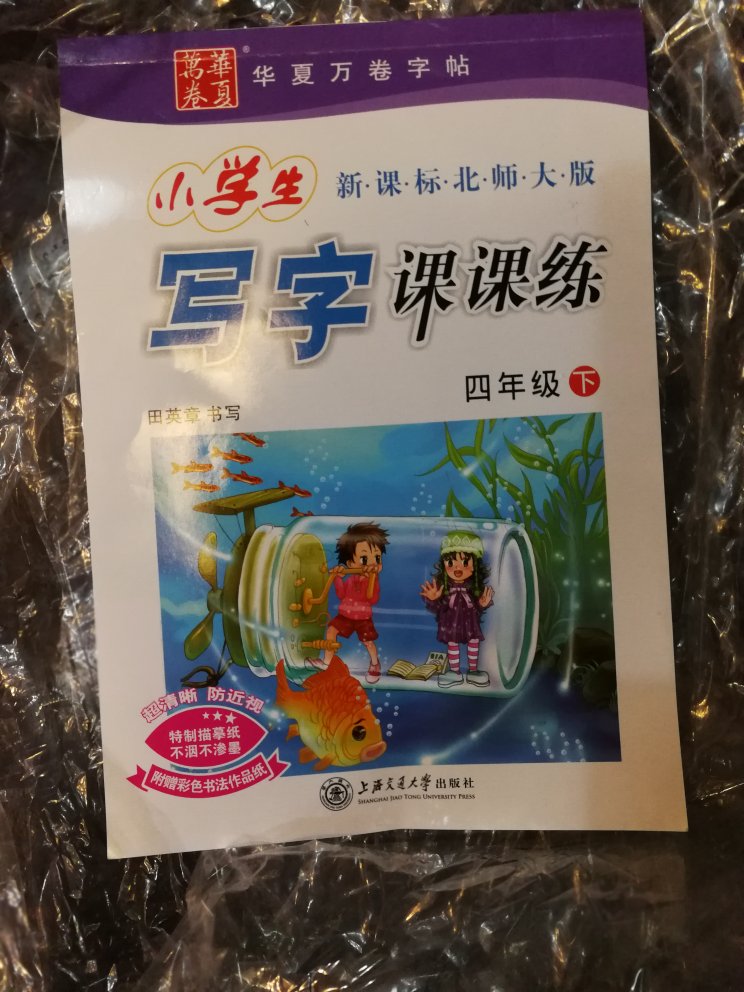 萬華
卷夏
®
华夏万卷字帖
小学生
新·课·标·北·师·大·版
写字 课课练
四年级 下
田英章 书写
超清晰 防近视
★★★
特制描摹纸
不洇不渗墨
附赠彩色书法作品纸
上海交通大学出版社
SHANGHAI JIAO TONG UNIVERSITY PRESS